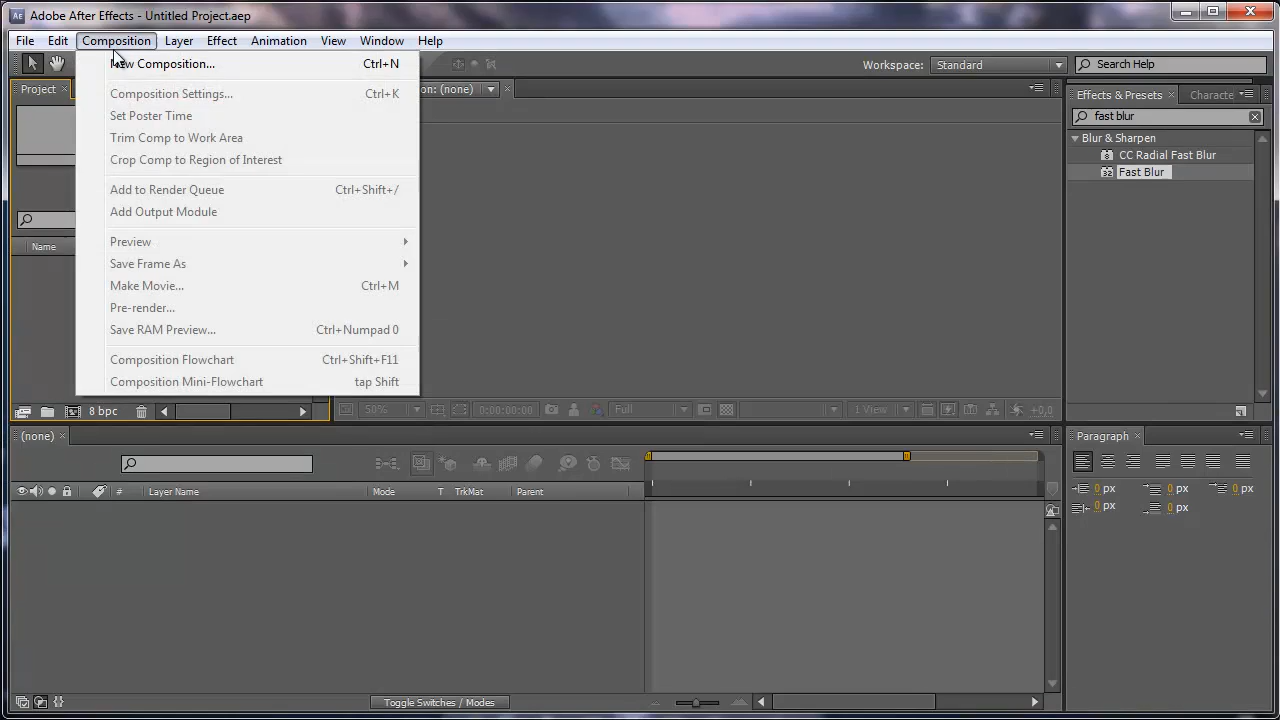 Adobe After Effects - Untitled Project.aep
File Edit Composition Layer Effect Animation View Window Help
Workspace: Standard Search Help
New Composition... Ctrl+N
Composition Settings... Ctrl+K
Set Poster Time
Trim Comp to Work Area
Crop Comp to Region of Interest
Add to Render Queue Ctrl+Shift+/
Add Output Module
Preview
Save Frame As
Make Movie... Ctrl+M
Pre-render...
Save RAM Preview... Ctrl+Numpad 0
Composition Flowchart Ctrl+Shift+F11
Composition Mini-Flowchart tap Shift
Project
on: (none)
Name
8 bpc
50% 0:00:00:00 Full 1 View +0,0
Effects & Presets Characte
fast blur
Blur & Sharpen
CC Radial Fast Blur
Fast Blur
(none)
# Layer Name Mode T TrkMat Parent
Toggle Switches / Modes
Paragraph
0 px 0 px 0 px
0 px 0 px